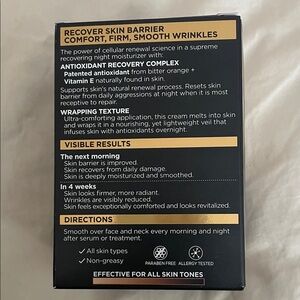 RECOVER SKIN BARRIER
COMFORT, FIRM, SMOOTH WRINKLES
The power of cellular renewal science in a supreme
recovering night moisturizer with:
ANTIOXIDANT RECOVERY COMPLEX
Patented antioxidant from bitter orange +
Vitamin E naturally found in skin.
Supports skin's natural renewal process. Resets skin
barrier from daily aggressions at night when it is most
receptive to repair.
WRAPPING TEXTURE
Ultra-comforting application, this cream melts into skin
and wraps it in a nourishing, yet lightweight veil that
infuses skin with antioxidants overnight.
VISIBLE RESULTS
The next morning
Skin barrier is improved.
Skin recovers from daily damage.
Skin is deeply moisturized and smoothed.
In 4 weeks
Skin looks firmer, more radiant.
Wrinkles are visibly reduced.
Skin feels exceptionally comforted and looks revitalized.
DIRECTIONS
Smooth over face and neck every morning and night
after serum or treatment.
✓ All skin types
✓ Non-greasy
PARABEN FREE ALLERGY TESTED
EFFECTIVE FOR ALL SKIN TONES